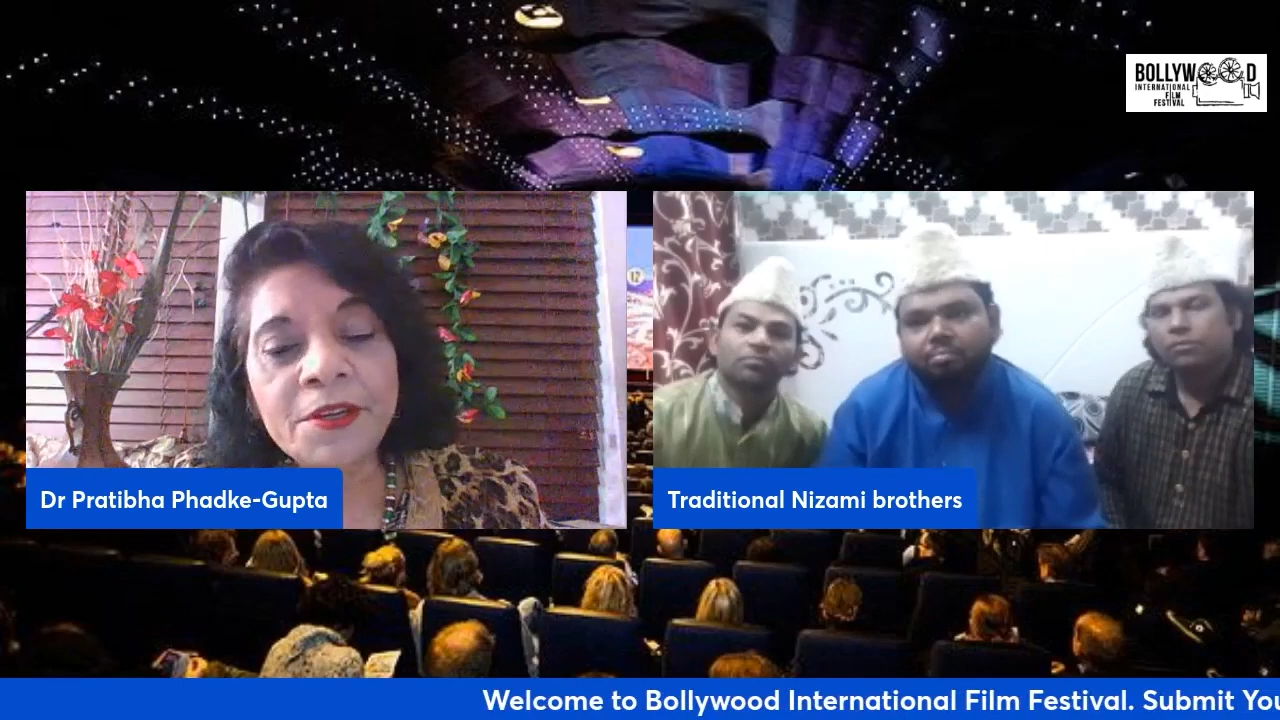 BOLLYWOOD
INTERNATIONAL
FILM
FESTIVAL
12
Dr Pratibha Phadke-Gupta
Traditional Nizami brothers
Welcome to Bollywood International Film Festival. Submit You